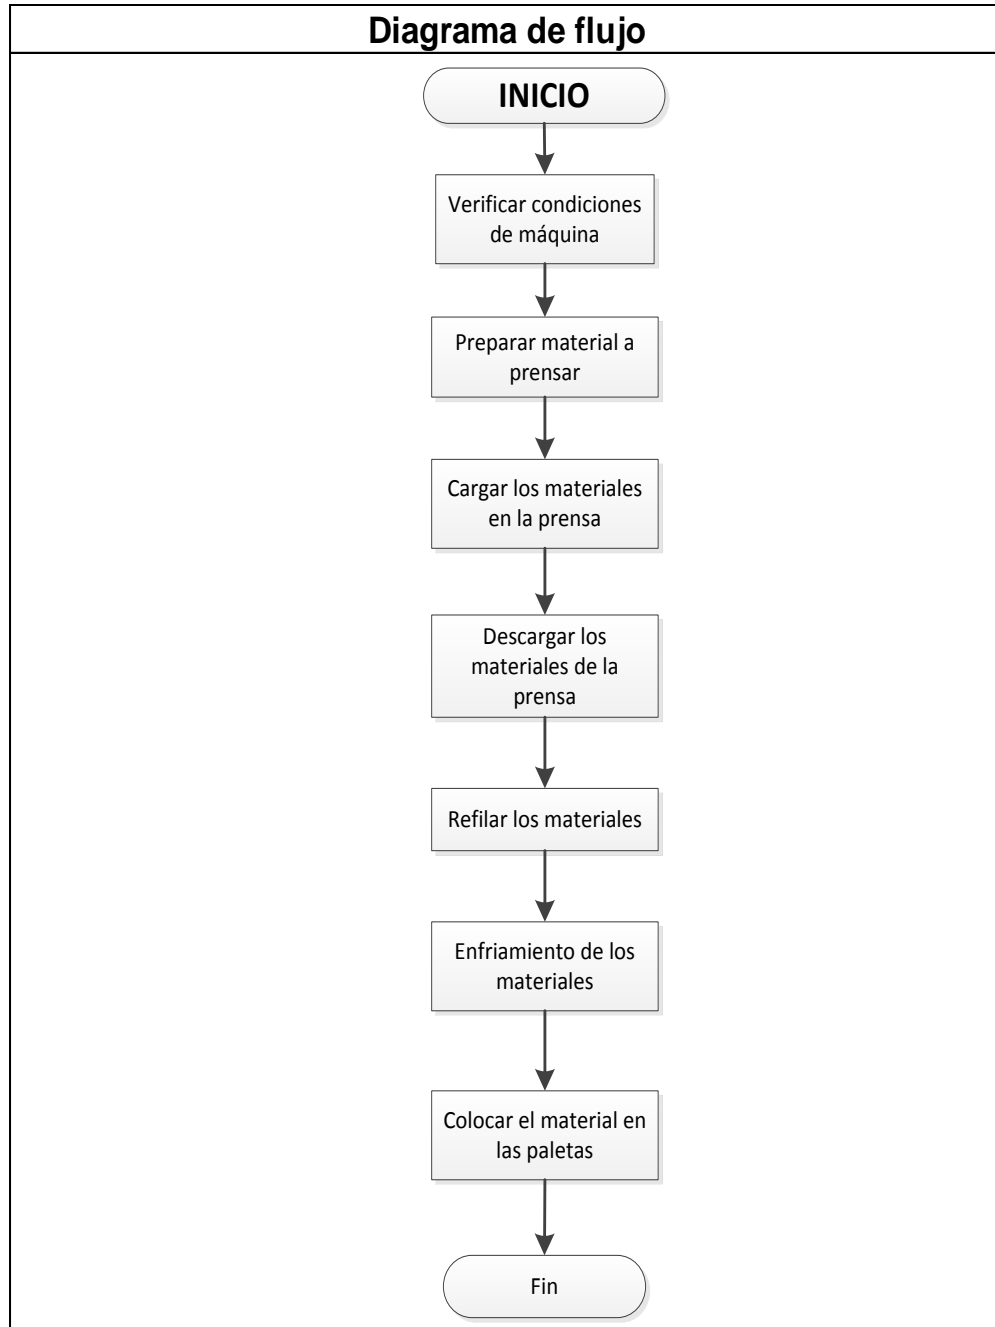 Diagrama de flujo
INICIO
Verificar condiciones
de máquina
Preparar material a
prensar
Cargar los materiales
en la prensa
Descargar los
materiales de la
prensa
Refilar los materiales
Enfriamiento de los
materiales
Colocar el material en
las paletas
Fin